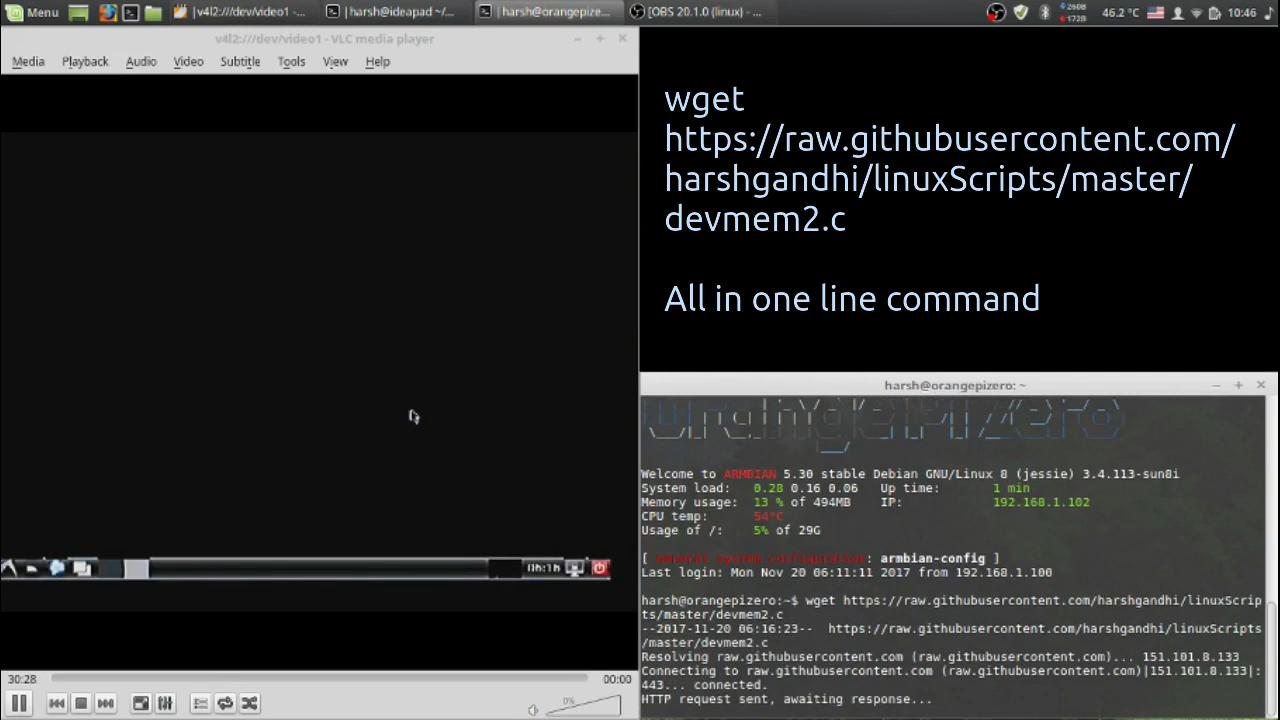 Menu
|v4l2:///dev/video1 -...
|harsh@ideapad ~/...
|harsh@orangepize...
[OBS 20.1.0 (linux) - ...
2608
1728
46.2°C
10:46
v4l2:///dev/video1 - VLC media player
Media Playback Audio Video Subtitle Tools View Help
06:16
30:28
00:00
0%
wget
https://raw.githubusercontent.com/
harshgandhi/linuxScripts/master/
devmem2.c
All in one line command
harsh@orangepizero: ~
Welcome to ARMBIAN 5.30 stable Debian GNU/Linux 8 (jessie) 3.4.113-sun8i
System load: 0.28 0.16 0.06 Up time: 1 min
Memory usage: 13 % of 494MB IP: 192.168.1.102
CPU temp: 54°C
Usage of /: 5% of 29G
[ General system configuration: armbian-config ]
Last login: Mon Nov 20 06:11:11 2017 from 192.168.1.100
harsh@orangepizero:~$ wget https://raw.githubusercontent.com/harshgandhi/linuxScrip
ts/master/devmem2.c
--2017-11-20 06:16:23-- https://raw.githubusercontent.com/harshgandhi/linuxScripts
/master/devmem2.c
Resolving raw.githubusercontent.com (raw.githubusercontent.com)... 151.101.8.133
Connecting to raw.githubusercontent.com (raw.githubusercontent.com)|151.101.8.133|:
443... connected.
HTTP request sent, awaiting response...